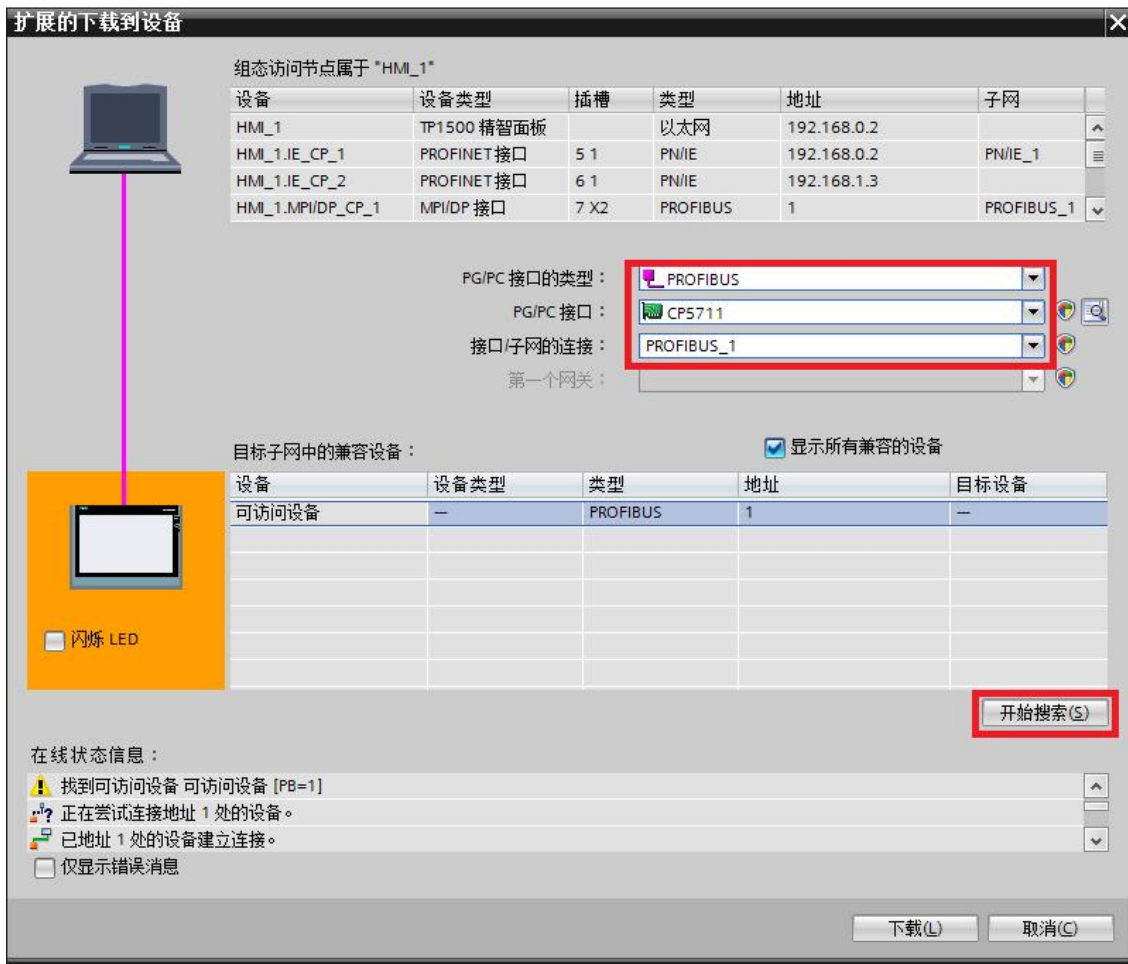 扩展的下载到设备
组态访问节点属于 "HMI_1"
设备 设备类型 插槽 类型 地址 子网
HMI_1 TP1500 精智面板 以太网 192.168.0.2
HMI_1.IE_CP_1 PROFINET接口 5 1 PN/IE 192.168.0.2 PN/IE_1
HMI_1.IE_CP_2 PROFINET接口 6 1 PN/IE 192.168.1.3
HMI_1.MPI/DP_CP_1 MPI/DP 接口 7 X2 PROFIBUS 1 PROFIBUS_1
PG/PC 接口的类型： PROFIBUS
PG/PC 接口： CP5711
接口/子网的连接： PROFIBUS_1
第一个网关：
目标子网中的兼容设备： 显示所有兼容的设备
设备 设备类型 类型 地址 目标设备
可访问设备 — PROFIBUS 1 —
闪烁 LED
开始搜索(S)
在线状态信息：
找到可访问设备 可访问设备 [PB=1]
正在尝试连接地址 1 处的设备。
已地址 1 处的设备建立连接。
仅显示错误消息
下载(L) 取消(C)